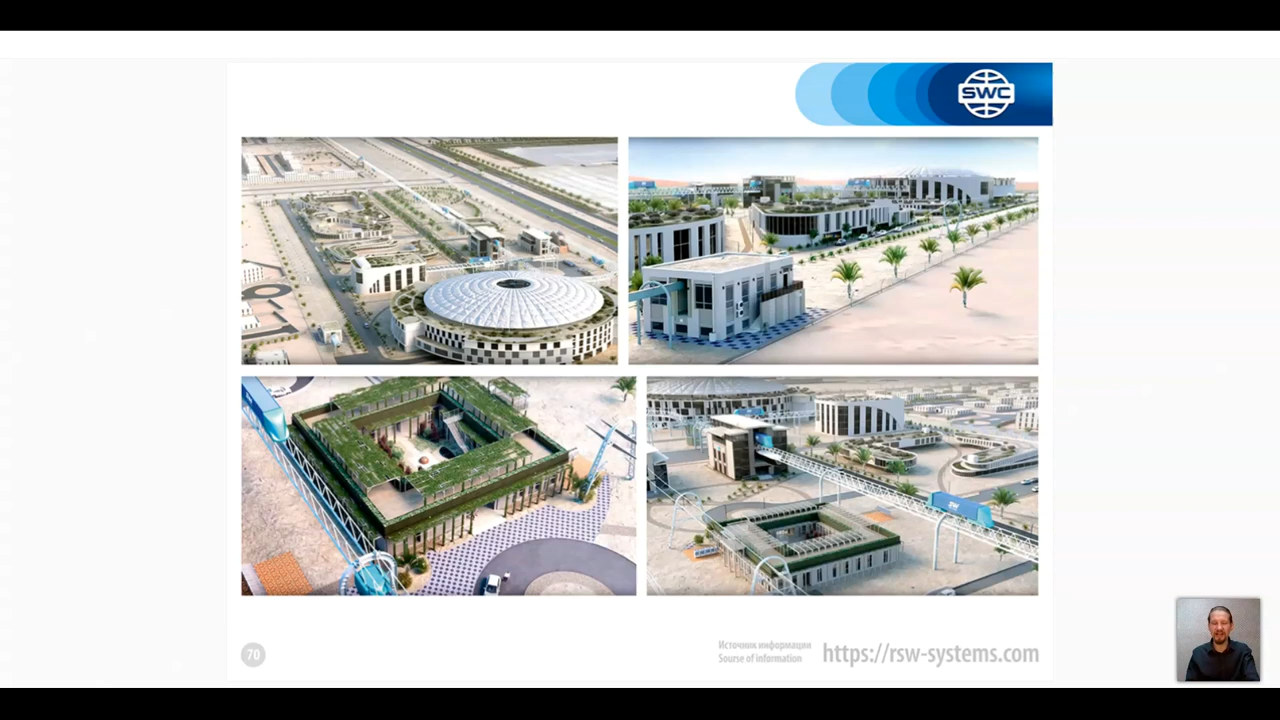 SWC
70
Источник информации
Sourse of information
https://rsw-systems.com